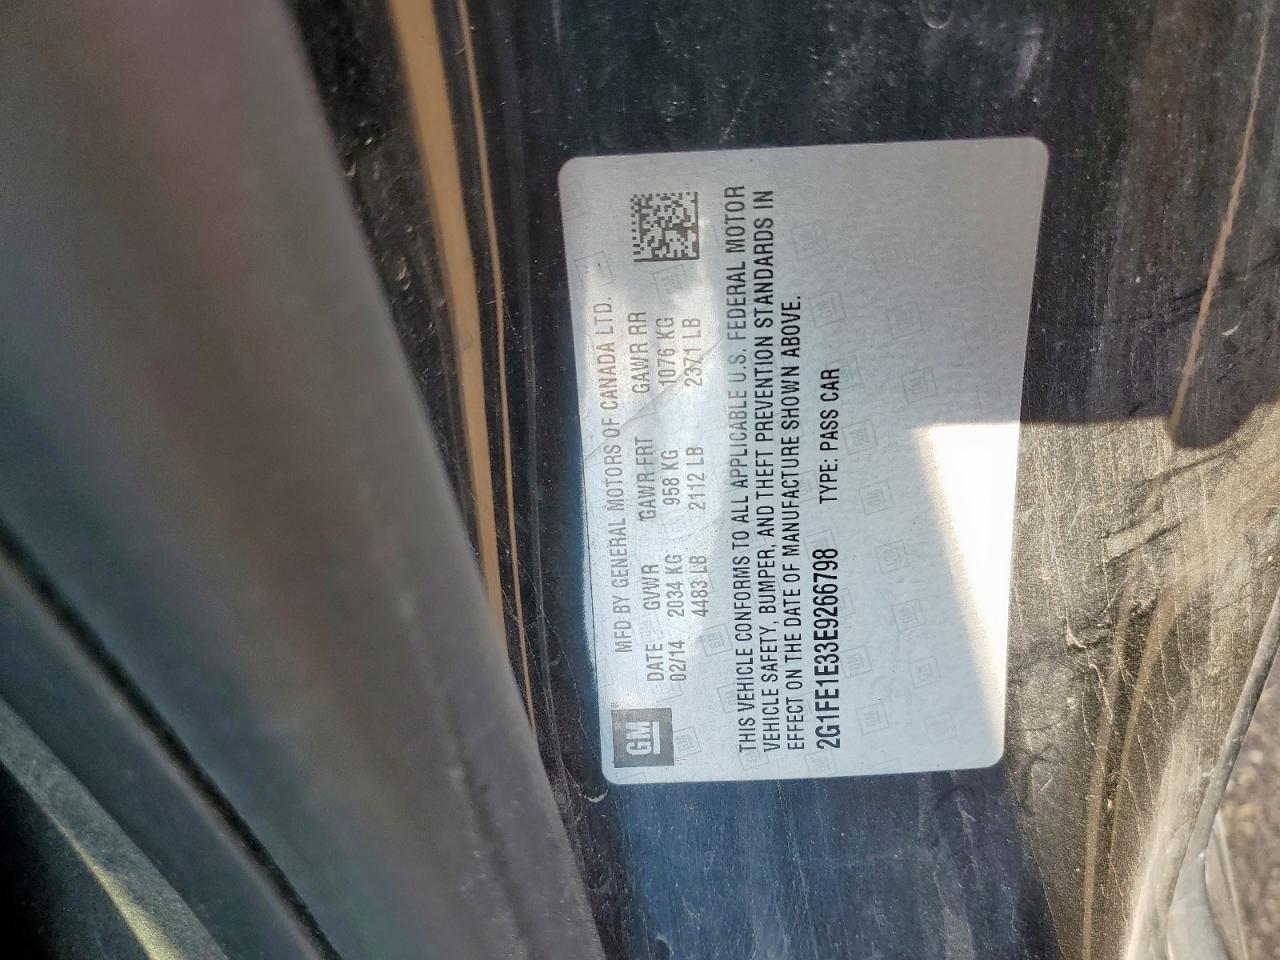 GM
MFD BY GENERAL MOTORS OF CANADA LTD.
DATE GVWR GAWR FRT GAWR RR
02/14 2034 KG 958 KG 1076 KG
4483 LB 2112 LB 2371 LB
THIS VEHICLE CONFORMS TO ALL APPLICABLE U.S. FEDERAL MOTOR
VEHICLE SAFETY, BUMPER, AND THEFT PREVENTION STANDARDS IN
EFFECT ON THE DATE OF MANUFACTURE SHOWN ABOVE.
2G1FE1E33E9266798 TYPE: PASS CAR